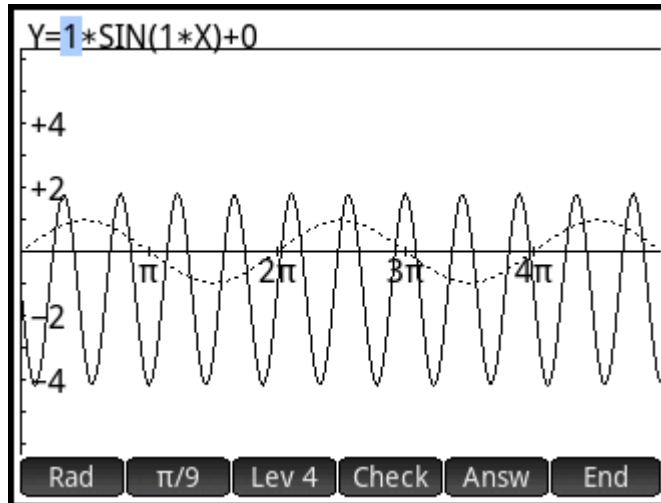 Y=1*SIN(1*X)+0
+4
+2
π 2π 3π 4π
-2
-4
Rad π/9 Lev 4 Check Answ End